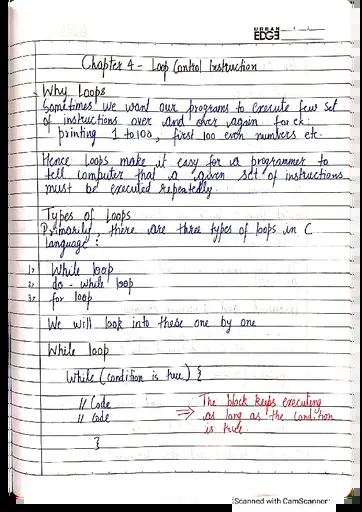 URBAN
EDGE
Chapter 4 - Loop Control Instruction
Why Loops
Sometimes we want our programs to execute few set
of instructions over and over again for ex:
printing 1 to 100, first 100 even numbers etc.
Hence Loops make it easy for a programmer to
tell computer that a given set of instructions
must be executed repeatedly.
Types of Loops
Primarily, there are three types of loops in C
language:
1> While loop
2> do - while loop
3> for loop
We will look into these one by one
While loop
While (condition is true) {
// Code
// Code
⇒ The block keeps executing
as long as the condition
is true
}
Scanned with CamScanner